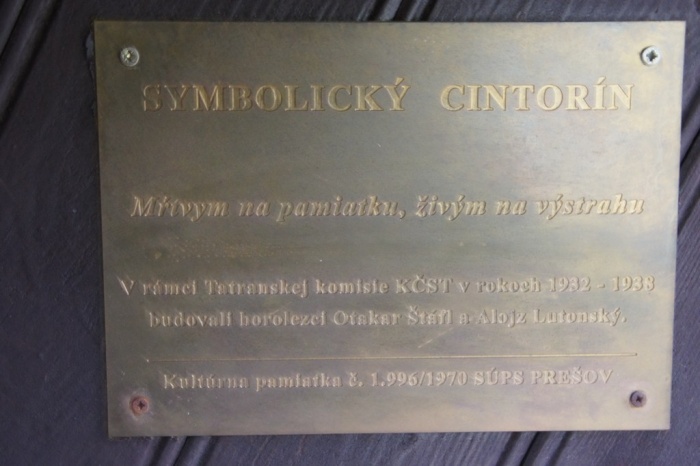 SYMBOLICKÝ CINTORÍN
Mŕtvym na pamiatku, živým na výstrahu
V rámci Tatranskej komisie KČST v rokoch 1932 - 1938
budovali horolezci Otakar Štáfl a Alojz Lutonský.
Kultúrna pamiatka č. 1.996/1970 SÚPS PREŠOV